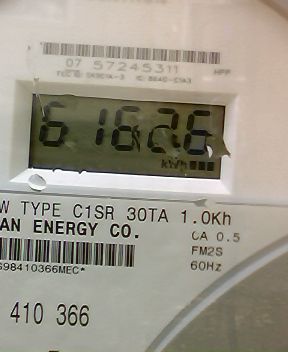 07 57245311
61626
kWh
W TYPE C1SR 30TA 1.0Kh
AN ENERGY CO.
CA 0.5
FM2S
60Hz
698410366MEC*
410 366